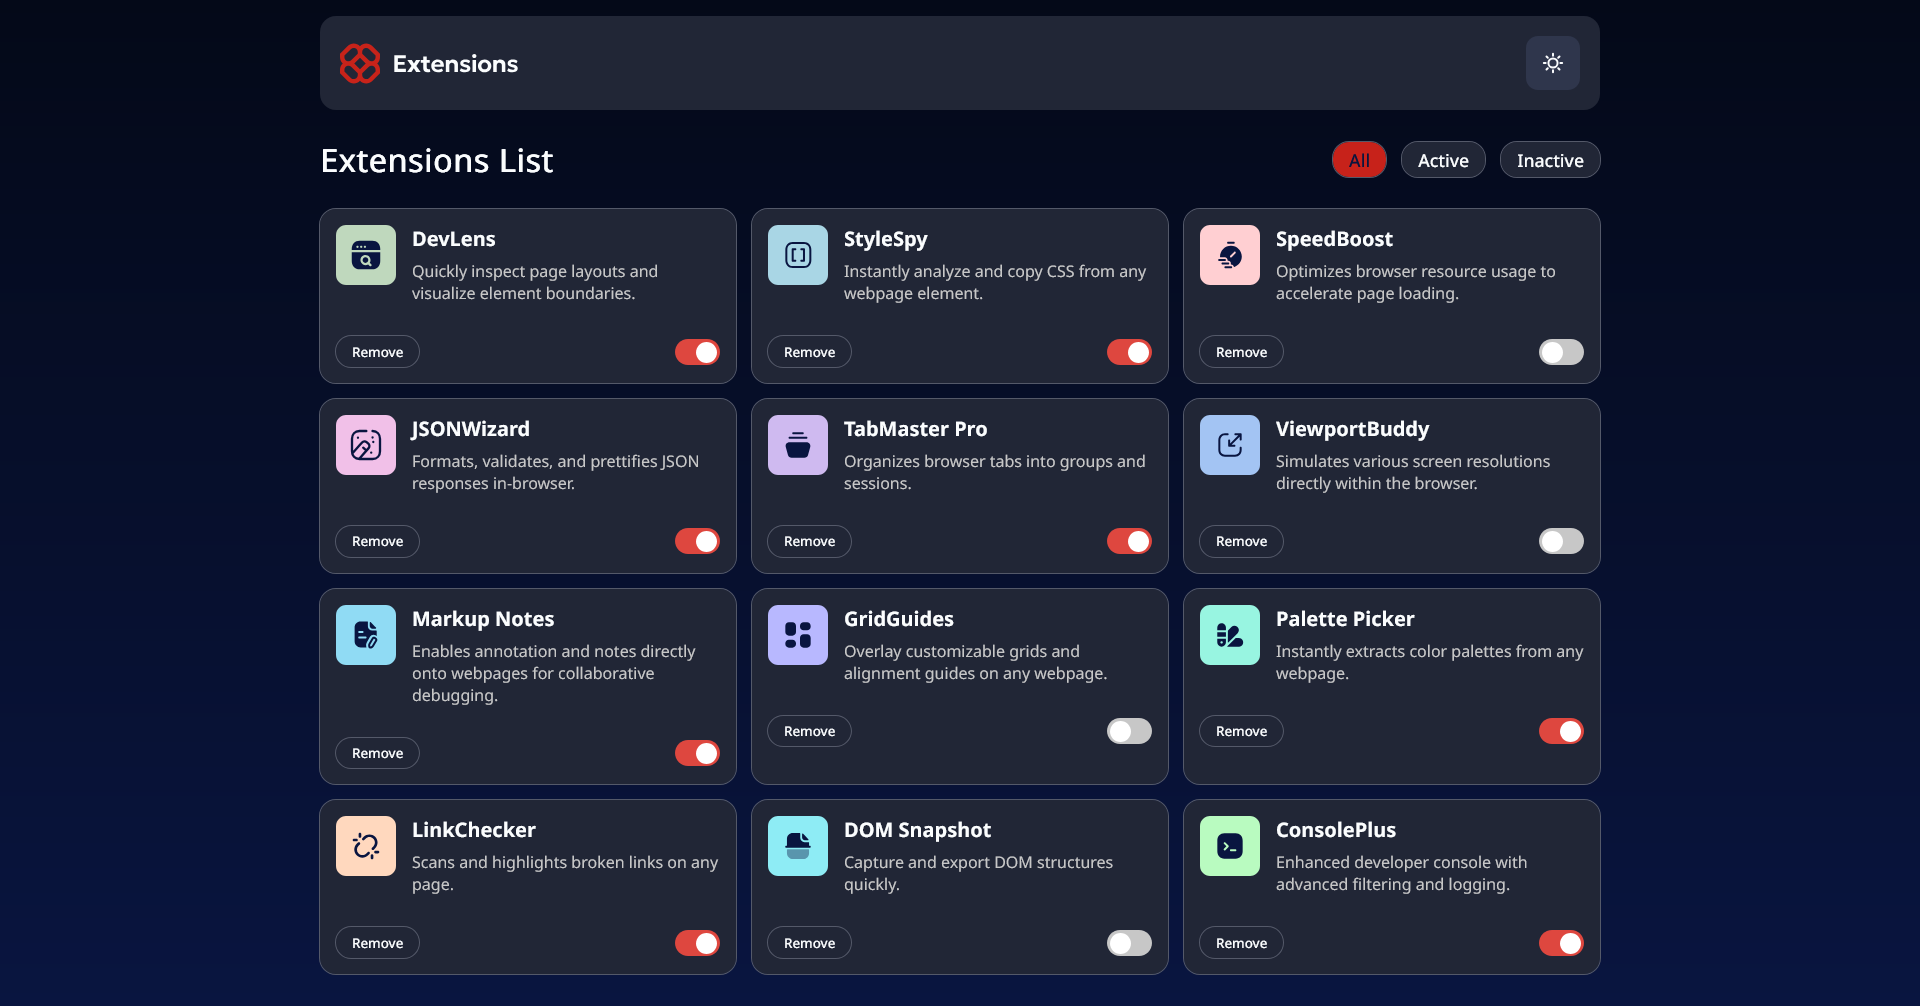 Extensions
Extensions List
All
Active
Inactive
DevLens
Quickly inspect page layouts and
visualize element boundaries.
Remove
StyleSpy
Instantly analyze and copy CSS from any
webpage element.
Remove
SpeedBoost
Optimizes browser resource usage to
accelerate page loading.
Remove
JSONWizard
Formats, validates, and prettifies JSON
responses in-browser.
Remove
TabMaster Pro
Organizes browser tabs into groups and
sessions.
Remove
ViewportBuddy
Simulates various screen resolutions
directly within the browser.
Remove
Markup Notes
Enables annotation and notes directly
onto webpages for collaborative
debugging.
Remove
GridGuides
Overlay customizable grids and
alignment guides on any webpage.
Remove
Palette Picker
Instantly extracts color palettes from any
webpage.
Remove
LinkChecker
Scans and highlights broken links on any
page.
Remove
DOM Snapshot
Capture and export DOM structures
quickly.
Remove
ConsolePlus
Enhanced developer console with
advanced filtering and logging.
Remove